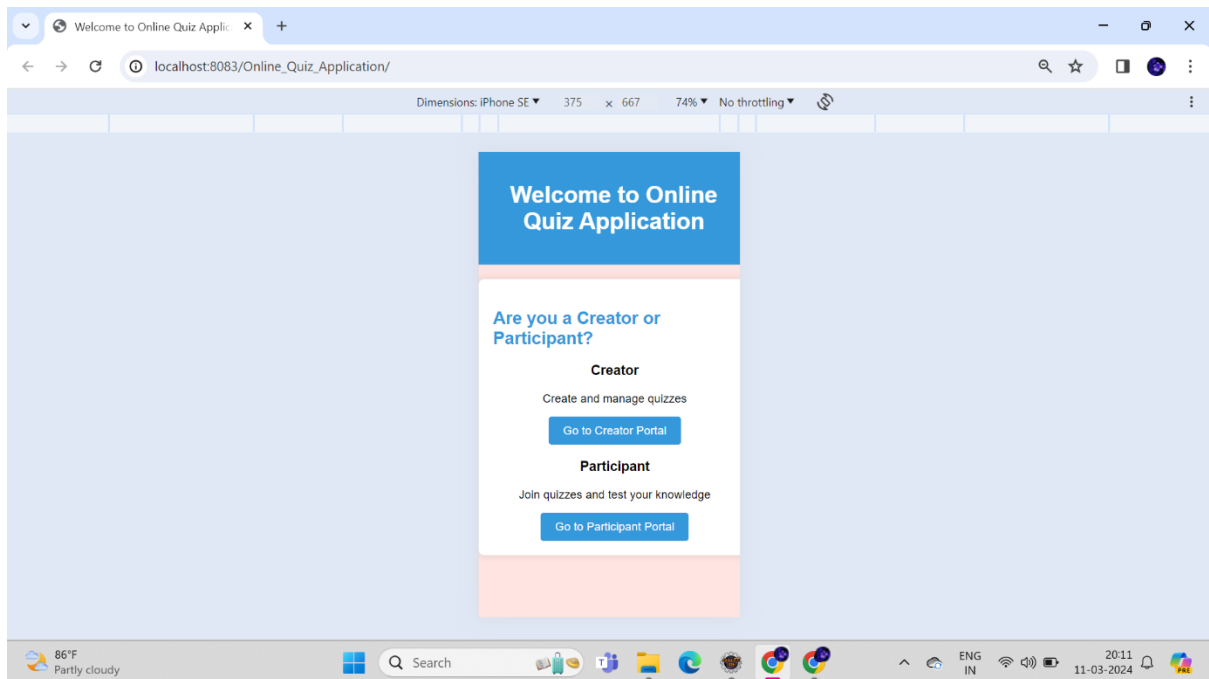 Welcome to Online Quiz Applic
localhost:8083/Online_Quiz_Application/
Dimensions: iPhone SE ▼ 375 x 667 74% ▼ No throttling ▼
Welcome to Online
Quiz Application
Are you a Creator or
Participant?
Creator
Create and manage quizzes
Go to Creator Portal
Participant
Join quizzes and test your knowledge
Go to Participant Portal
86°F
Partly cloudy
Search
ENG
IN
20:11
11-03-2024
PRE